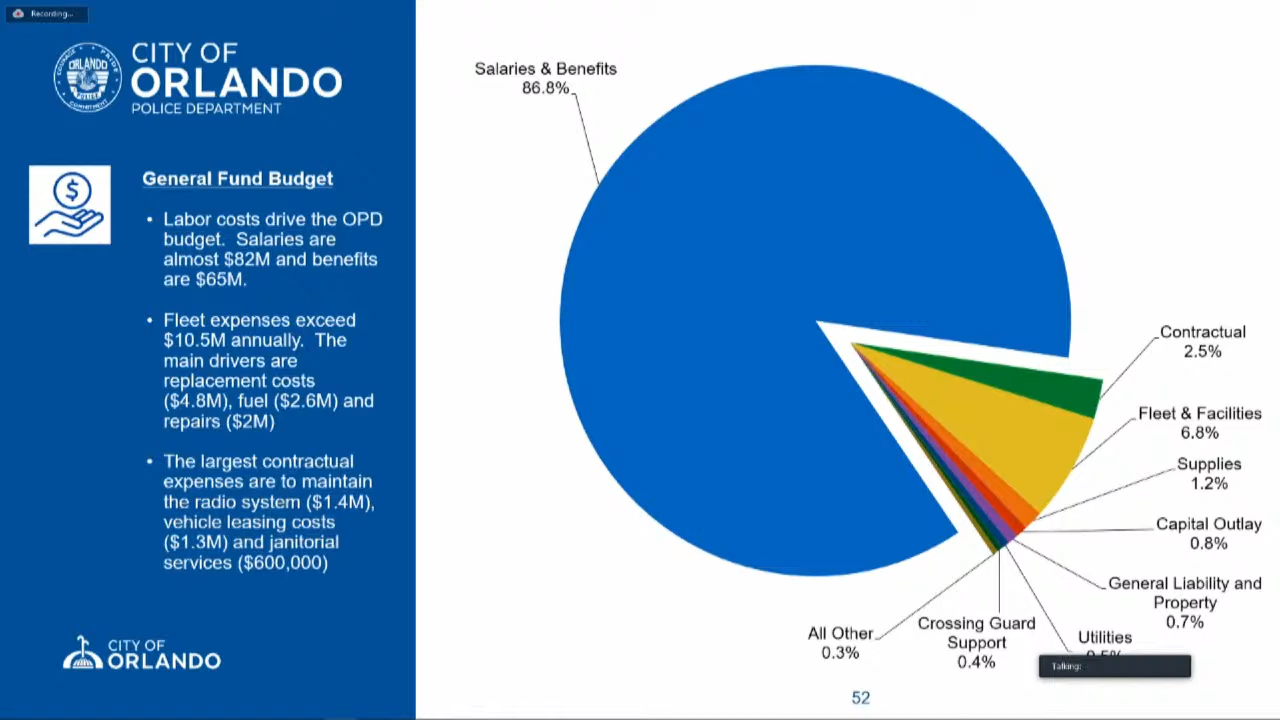 Recording...
CITY OF
ORLANDO
POLICE DEPARTMENT
General Fund Budget
• Labor costs drive the OPD
budget. Salaries are
almost $82M and benefits
are $65M.
• Fleet expenses exceed
$10.5M annually. The
main drivers are
replacement costs
($4.8M), fuel ($2.6M) and
repairs ($2M)
• The largest contractual
expenses are to maintain
the radio system ($1.4M),
vehicle leasing costs
($1.3M) and janitorial
services ($600,000)
CITY OF
ORLANDO
Salaries & Benefits
86.8%
Contractual
2.5%
Fleet & Facilities
6.8%
Supplies
1.2%
Capital Outlay
0.8%
General Liability and
Property
0.7%
Utilities
Crossing Guard
Support
0.4%
All Other
0.3%
Talking:
52